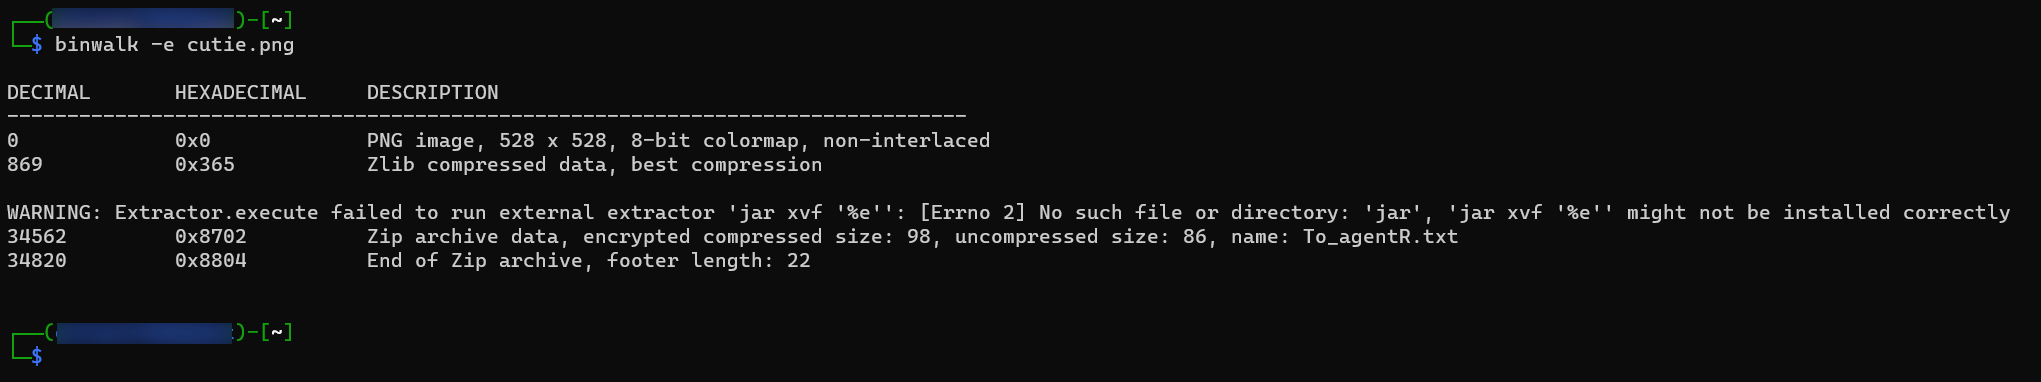 ┌──(          )-[~]
└─$ binwalk -e cutie.png
DECIMAL       HEXADECIMAL     DESCRIPTION
--------------------------------------------------------------------------------
0             0x0             PNG image, 528 x 528, 8-bit colormap, non-interlaced
869           0x365           Zlib compressed data, best compression
WARNING: Extractor.execute failed to run external extractor 'jar xvf '%e'': [Errno 2] No such file or directory: 'jar', 'jar xvf '%e'' might not be installed correctly
34562         0x8702          Zip archive data, encrypted compressed size: 98, uncompressed size: 86, name: To_agentR.txt
34820         0x8804          End of Zip archive, footer length: 22
┌──(          )-[~]
└─$